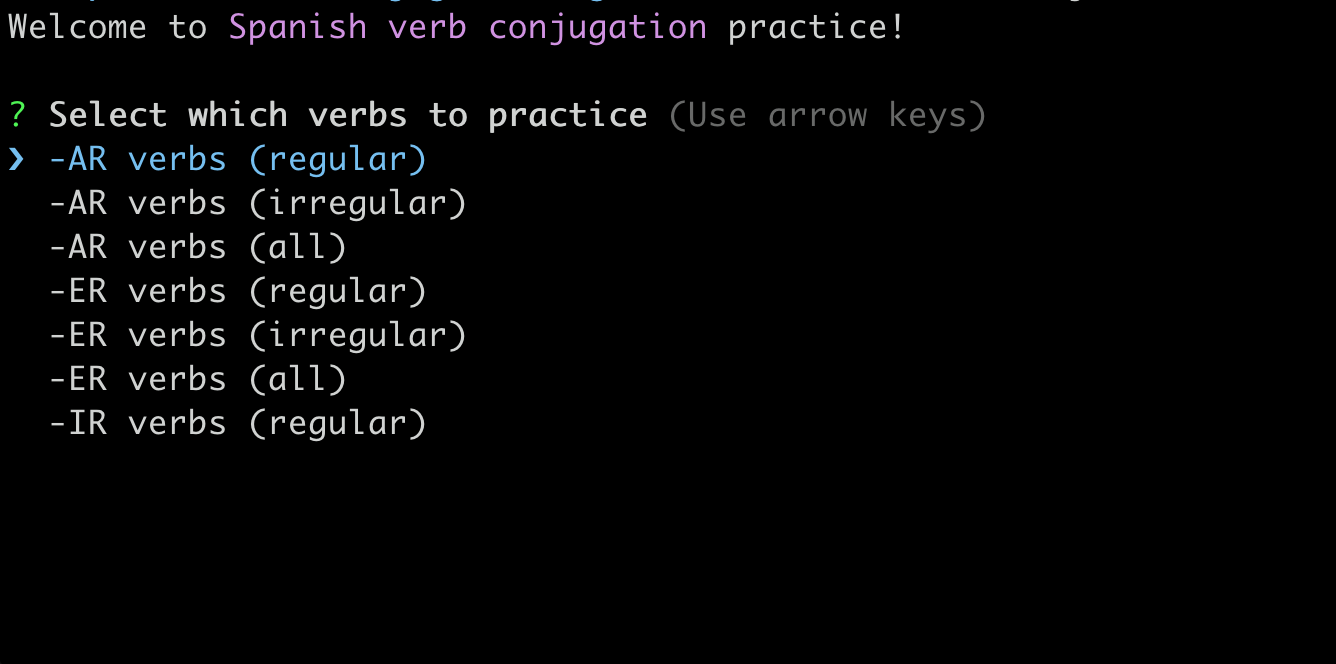 Welcome to Spanish verb conjugation practice!
? Select which verbs to practice (Use arrow keys)
❯ -AR verbs (regular)
-AR verbs (irregular)
-AR verbs (all)
-ER verbs (regular)
-ER verbs (irregular)
-ER verbs (all)
-IR verbs (regular)